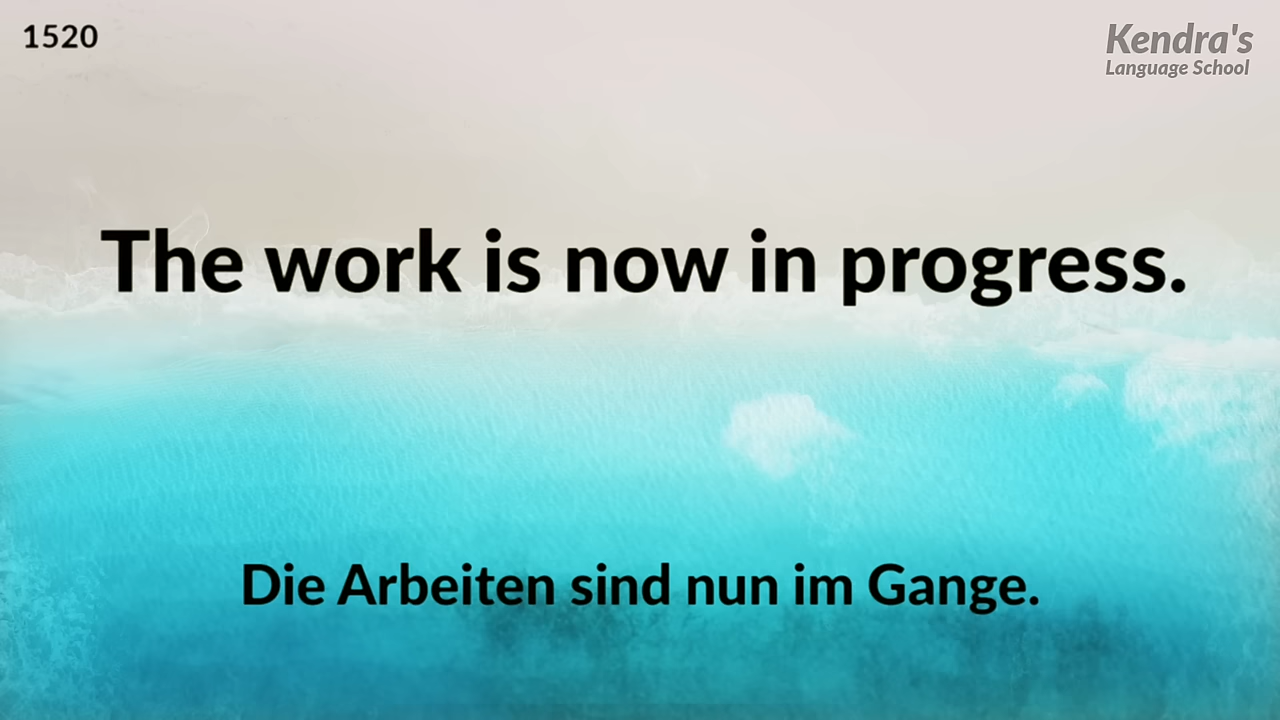 1520
Kendra's
Language School
The work is now in progress.
Die Arbeiten sind nun im Gange.